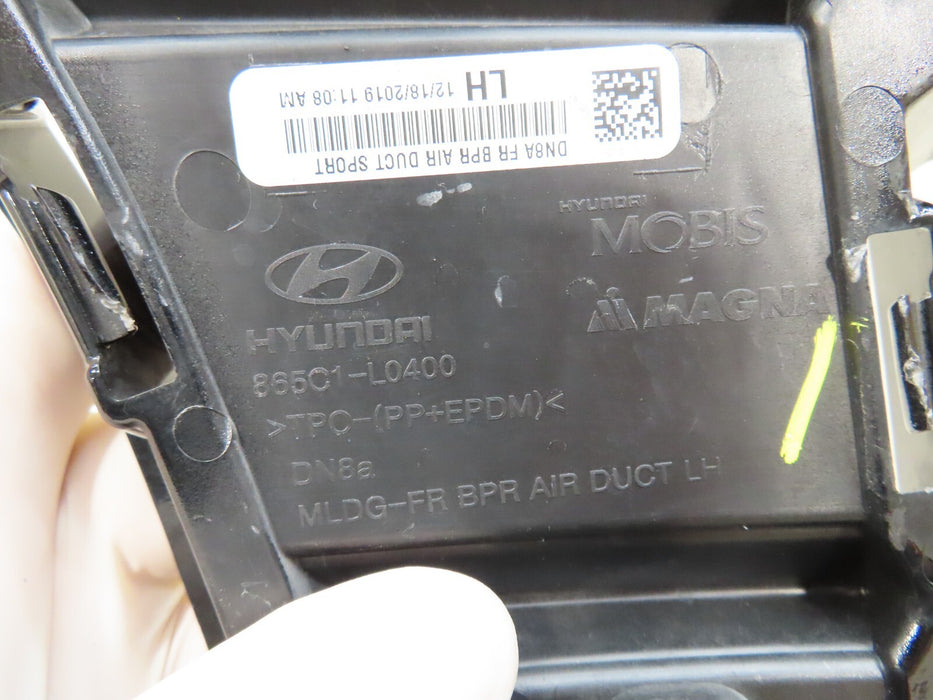 LH
12/18/2019 11:08 AM
DN8A FR BPR AIR DUCT SPORT
HYUNDAI
MOBIS
MAGNA
HYUNDAI
865C1-L0400
>TPO-(PP+EPDM)<
DN8a
MLDG-FR BPR AIR DUCT LH